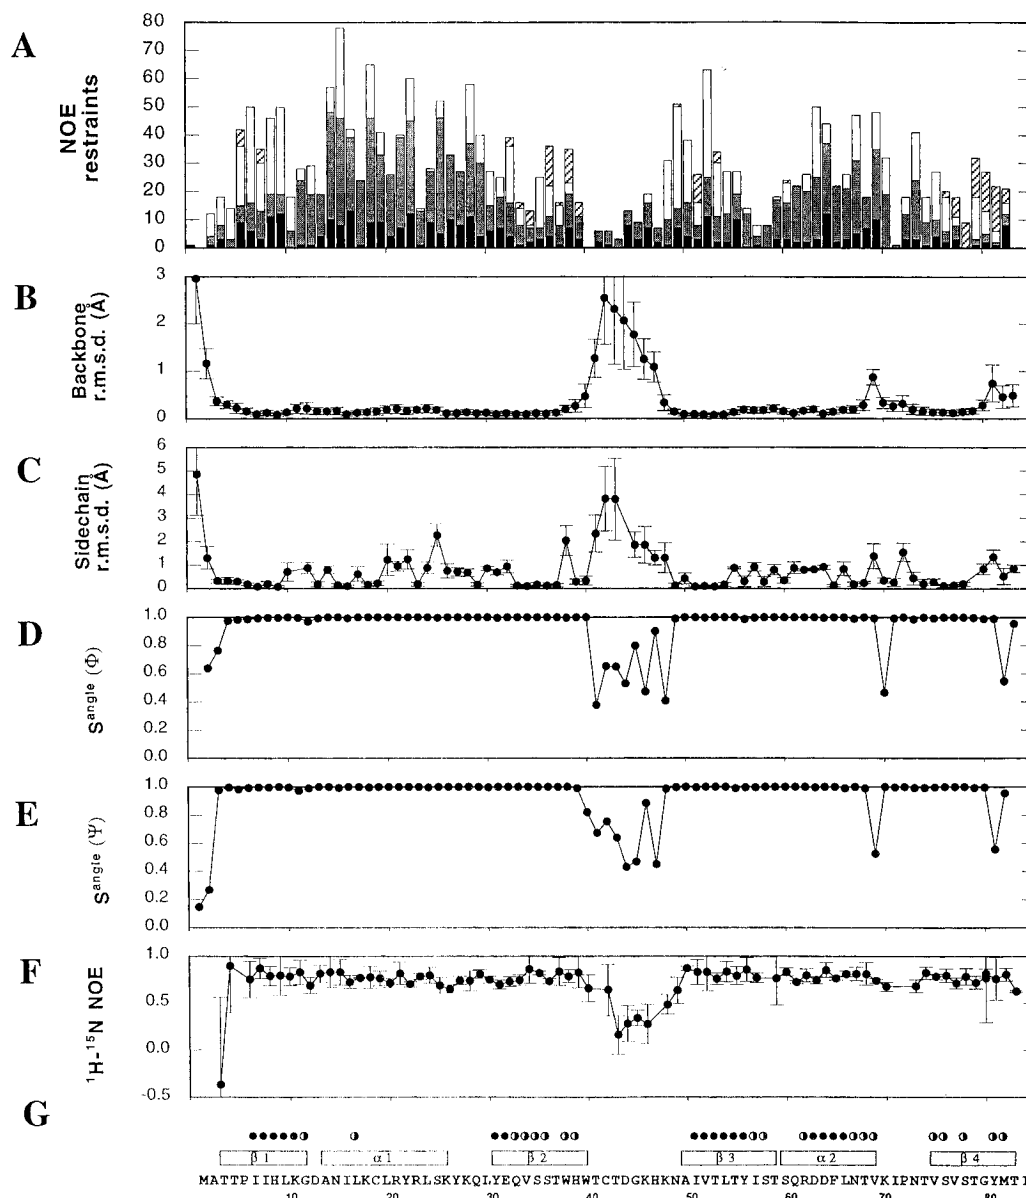 A
NOE restraints
80
70
60
50
40
30
20
10
0
B
Backbone r.m.s.d. (Å)
3
2
1
0
C
Sidechain r.m.s.d. (Å)
6
5
4
3
2
1
0
D
S^angle (Φ)
1.0
0.8
0.6
0.4
0.2
0.0
E
S^angle (Ψ)
1.0
0.8
0.6
0.4
0.2
0.0
F
¹H-¹⁵N NOE
1.0
0.5
0.0
-0.5
G
β 1 α 1 β 2 β 3 α 2 β 4
MATTPIIHLKGDANILKCLRYRLSKYKQLYEQVSSTWHWTCTDGKHKNAIVTLTYISTSQRDDFLNTVKIPNTVSVSTGYMTI
10 20 30 40 50 60 70 80